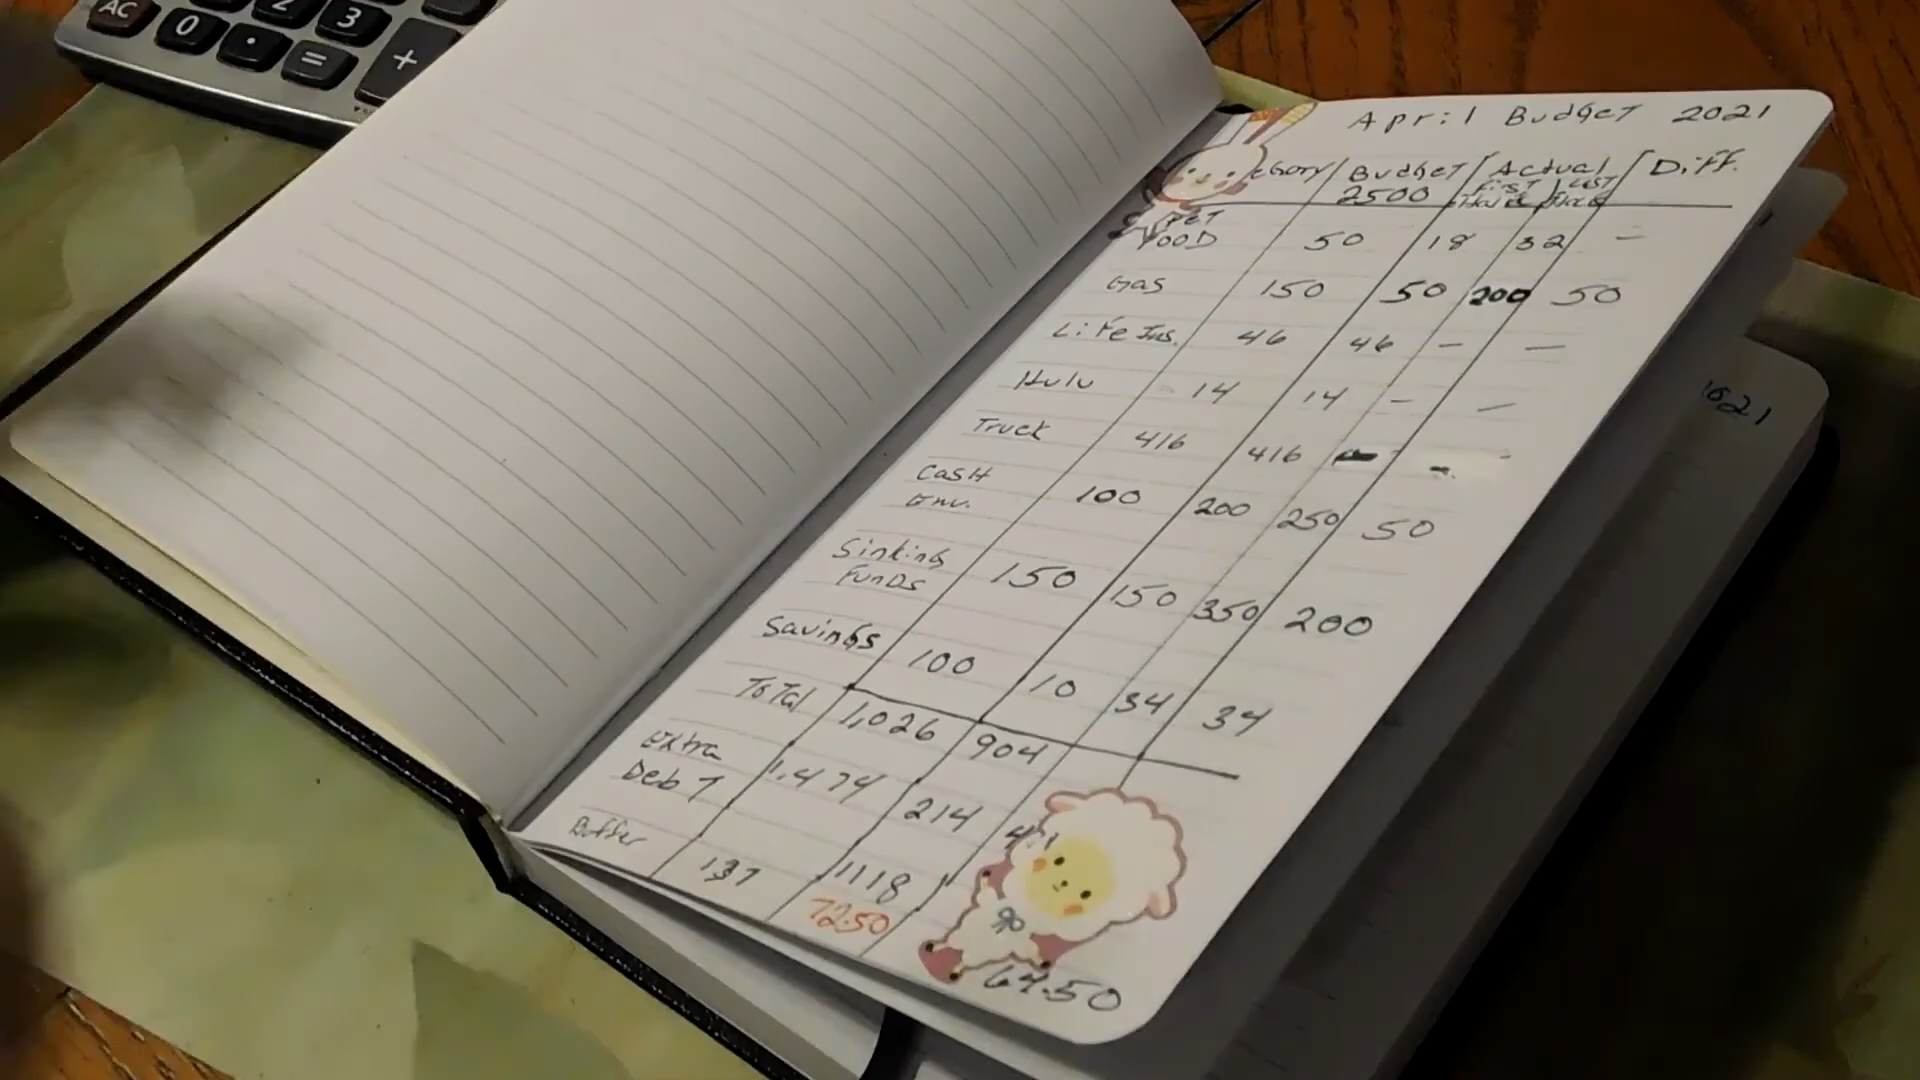 AC 0 2 3 . = +
April Budget 2021
egory Budget Actual Diff.
2500 First Half Last Half
Pet
Food 50 18 32 —
Gas 150 50 200 50
Life Ins. 46 46 — —
Hulu 14 14 — —
Truck 416 416 - -
Cash
Env. 100 200 250 50
Sinking
Funds 150 150 350 200
Savings 100 10 34 34
Total 1,026 904
Extra
Debt 1,474 214
Buffer 137 1118 90
72.50 64.50
1621